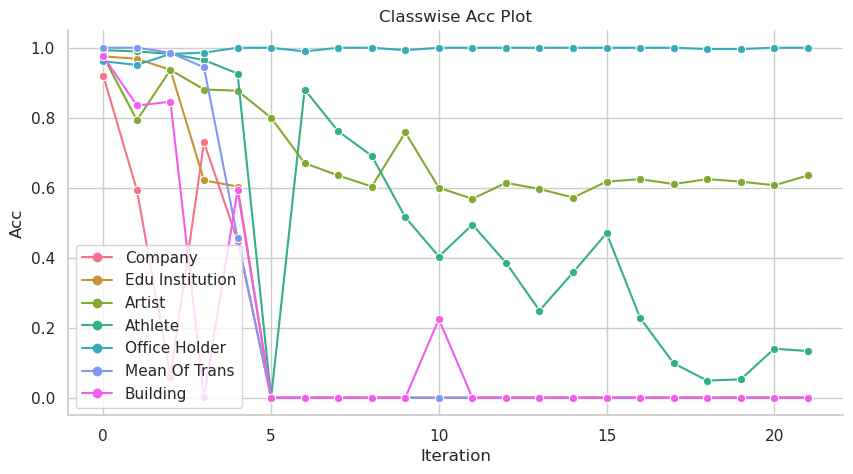 Classwise Acc Plot
Acc
1.0
0.8
0.6
0.4
0.2
0.0
Company
Edu Institution
Artist
Athlete
Office Holder
Mean Of Trans
Building
0 5 10 15 20
Iteration